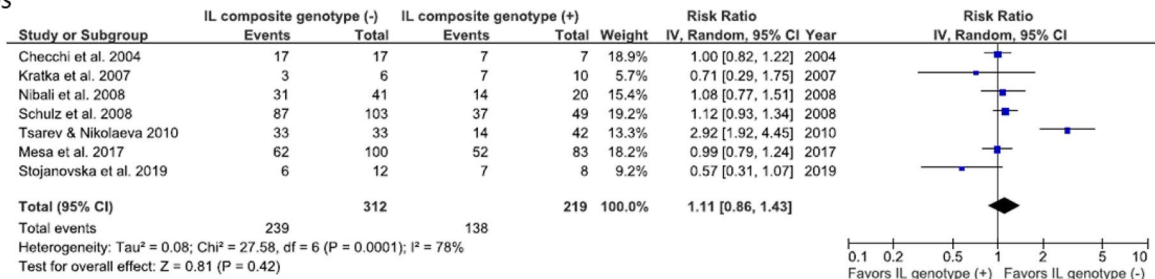 IL composite genotype (-) IL composite genotype (+) Risk Ratio Risk Ratio
Study or Subgroup Events Total Events Total Weight IV, Random, 95% CI Year IV, Random, 95% CI
Checchi et al. 2004 17 17 7 7 18.9% 1.00 [0.82, 1.22] 2004
Kratka et al. 2007 3 6 7 10 5.7% 0.71 [0.29, 1.75] 2007
Nibali et al. 2008 31 41 14 20 15.4% 1.08 [0.77, 1.51] 2008
Schulz et al. 2008 87 103 37 49 20.1% 1.12 [0.93, 1.34] 2008
Tsarev & Nikolaeva 2010 33 33 14 42 13.3% 2.92 [1.92, 4.45] 2010
Mesa et al. 2017 62 100 52 83 18.2% 0.99 [0.79, 1.24] 2017
Stojanovska et al. 2019 6 12 7 8 9.2% 0.57 [0.31, 1.07] 2019
Total (95% CI) 312 219 100.0% 1.11 [0.86, 1.43]
Total events 239 138
Heterogeneity: Tau² = 0.08; Chi² = 27.58, df = 6 (P = 0.0001); I² = 78%
Test for overall effect: Z = 0.81 (P = 0.42)
0.1 0.2 0.5 1 2 5 10
Favors IL genotype (+) Favors IL genotype (-)